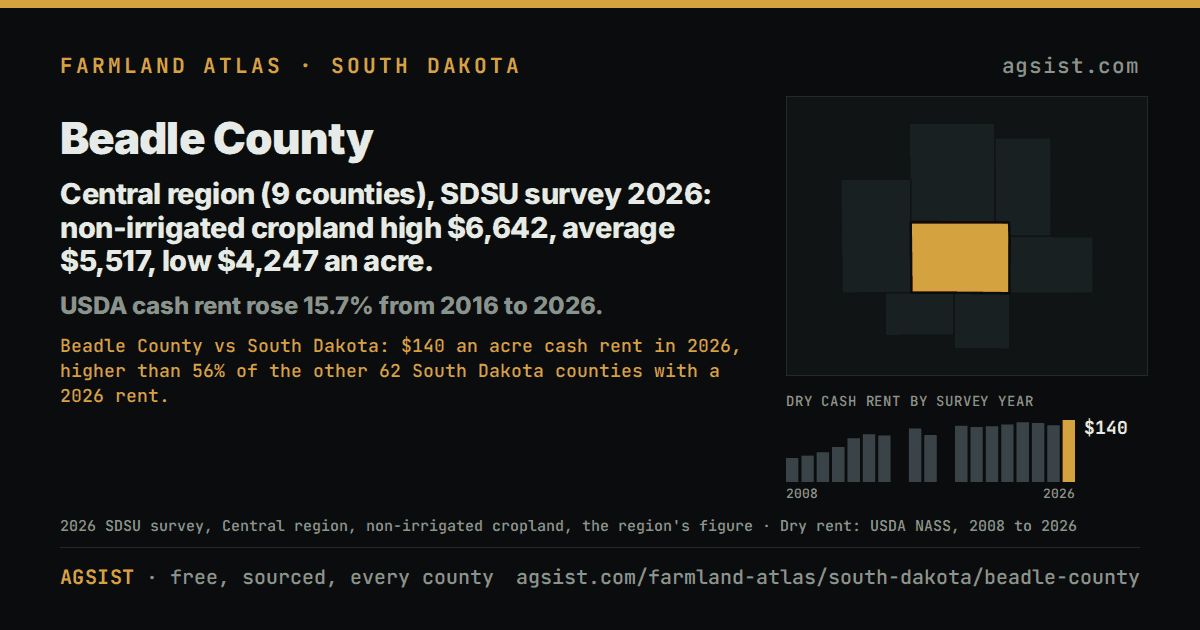 FARMLAND ATLAS · SOUTH DAKOTA
agsist.com
Beadle County
Central region (9 counties), SDSU survey 2026:
non-irrigated cropland high $6,642, average
$5,517, low $4,247 an acre.
USDA cash rent rose 15.7% from 2016 to 2026.
Beadle County vs South Dakota: $140 an acre cash rent in 2026,
higher than 56% of the other 62 South Dakota counties with a
2026 rent.
DRY CASH RENT BY SURVEY YEAR
$140
2008 2026
2026 SDSU survey, Central region, non-irrigated cropland, the region's figure · Dry rent: USDA NASS, 2008 to 2026
AGSIST · free, sourced, every county agsist.com/farmland-atlas/south-dakota/beadle-county